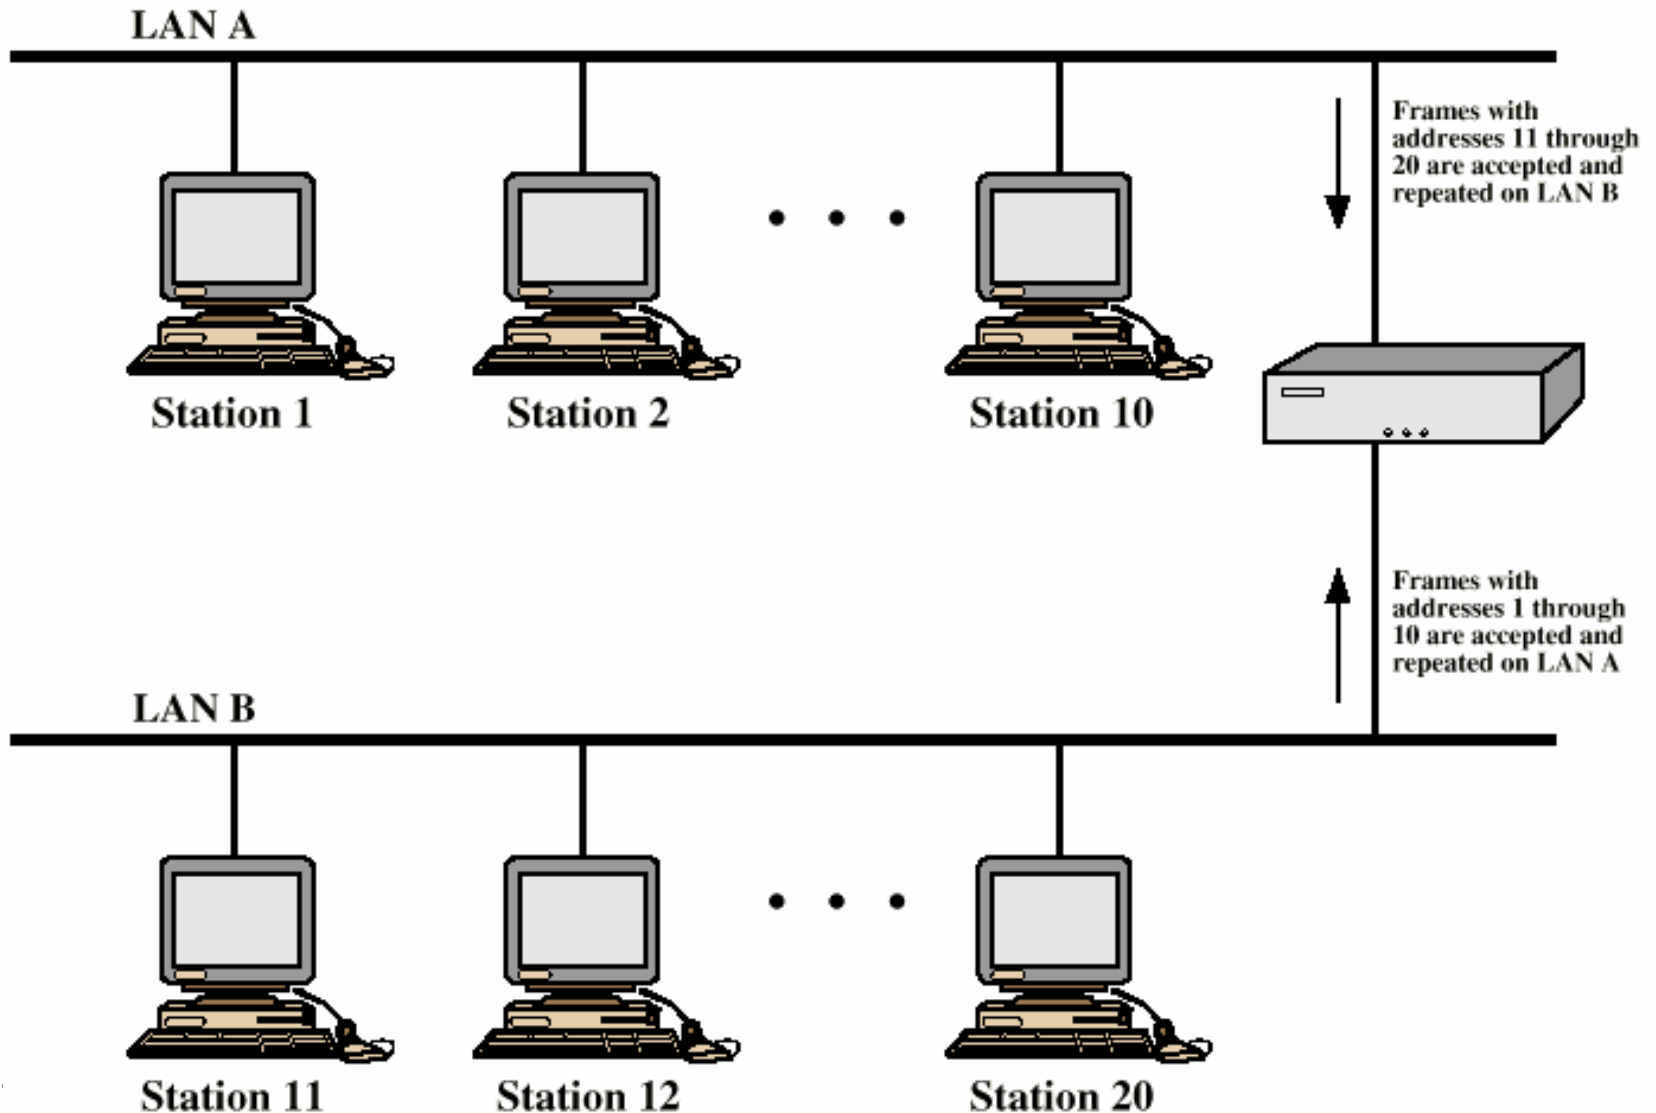 LAN A
Frames with
addresses 11 through
20 are accepted and
repeated on LAN B
Station 1
Station 2
Station 10
Frames with
addresses 1 through
10 are accepted and
repeated on LAN A
LAN B
Station 11
Station 12
Station 20